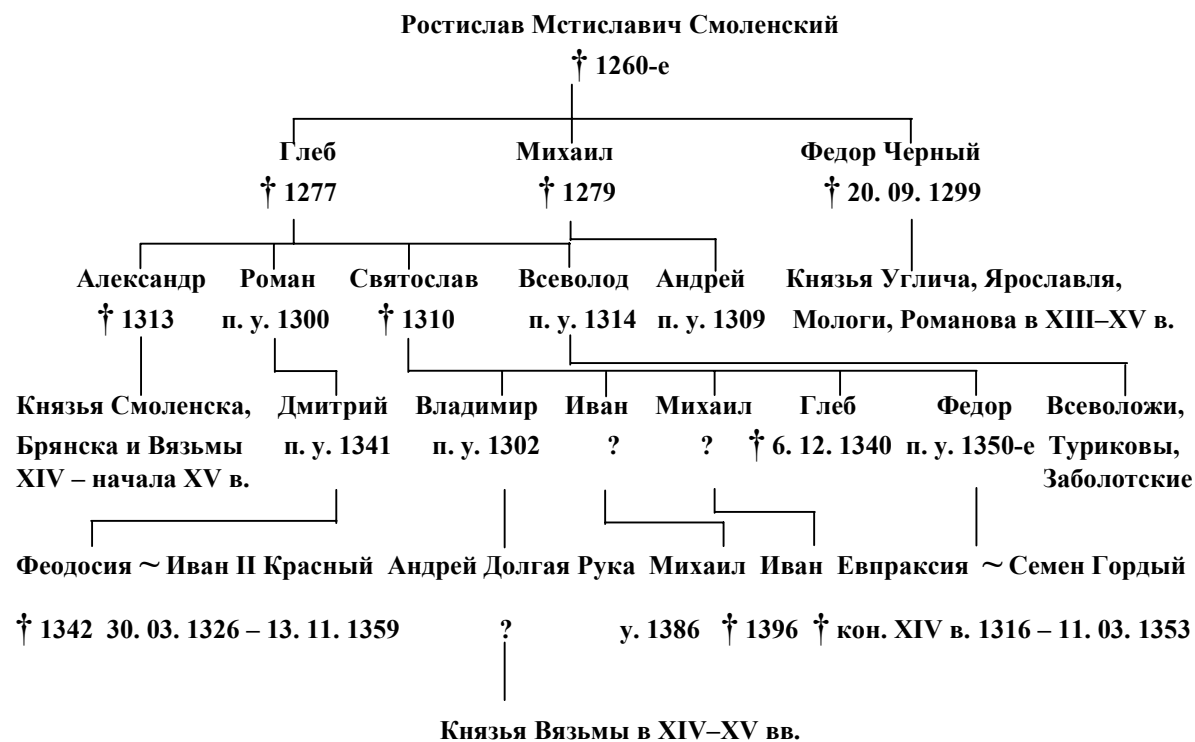 Ростислав Мстиславич Смоленский
† 1260-е
Глеб Михаил Федор Черный
† 1277 † 1279 † 20. 09. 1299
Александр Роман Святослав Всеволод Андрей Князья Углича, Ярославля,
† 1313 п. у. 1300 † 1310 п. у. 1314 п. у. 1309 Мологи, Романова в XIII–XV в.
Князья Смоленска, Дмитрий Владимир Иван Михаил Глеб Федор Всеволожи,
Брянска и Вязьмы п. у. 1341 п. у. 1302 ? ? † 6. 12. 1340 п. у. 1350-е Туриковы,
XIV – начала XV в. Заболотские
Феодосия ~ Иван II Красный Андрей Долгая Рука Михаил Иван Евпраксия ~ Семен Гордый
† 1342 30. 03. 1326 – 13. 11. 1359 ? у. 1386 † 1396 † кон. XIV в. 1316 – 11. 03. 1353
Князья Вязьмы в XIV–XV вв.